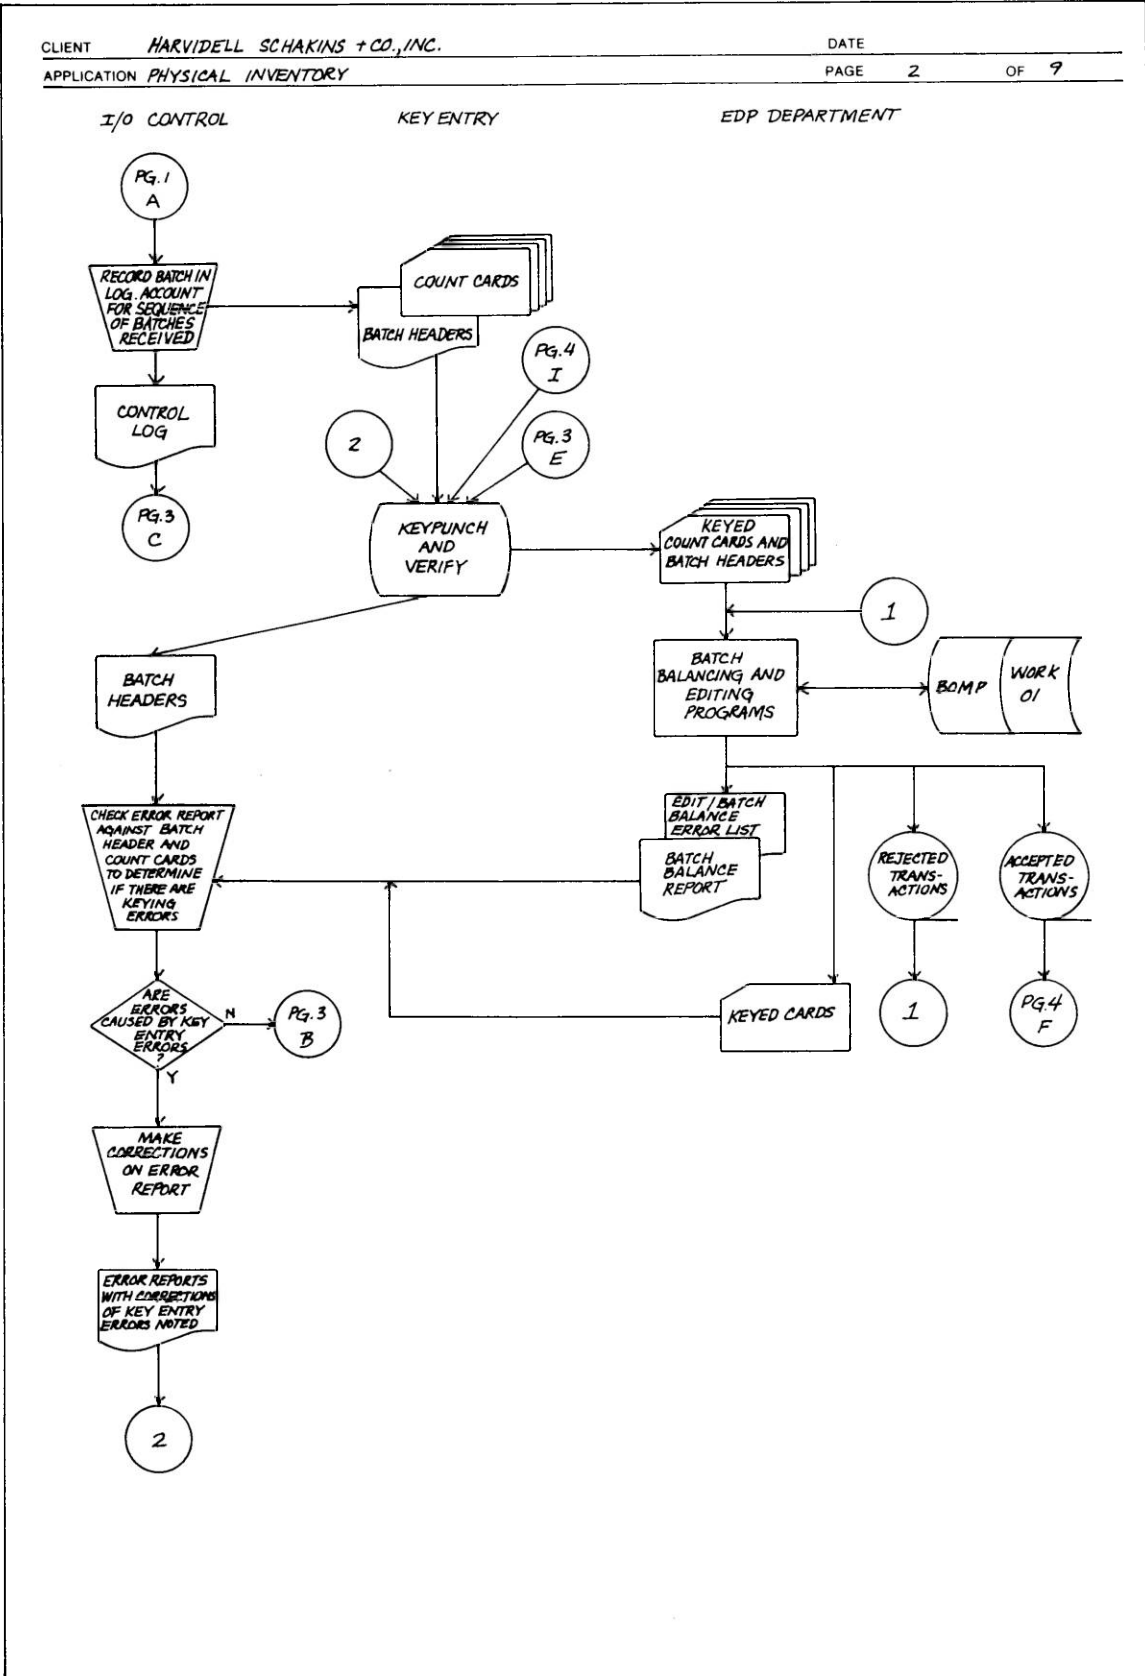 CLIENT HARVIDELL SCHAKINS + CO., INC. DATE
APPLICATION PHYSICAL INVENTORY PAGE 2 OF 9
I/O CONTROL KEY ENTRY EDP DEPARTMENT
PG. 1
A
RECORD BATCH IN
LOG. ACCOUNT
FOR SEQUENCE
OF BATCHES
RECEIVED
COUNT CARDS
BATCH HEADERS
PG. 4
I
CONTROL
LOG
2
PG. 3
E
PG. 3
C
KEYPUNCH
AND
VERIFY
KEYED
COUNT CARDS AND
BATCH HEADERS
1
BATCH
HEADERS
BATCH
BALANCING AND
EDITING
PROGRAMS
BOMP
WORK
01
CHECK ERROR REPORT
AGAINST BATCH
HEADER AND
COUNT CARDS
TO DETERMINE
IF THERE ARE
KEYING
ERRORS
EDIT/BATCH
BALANCE
ERROR LIST
BATCH
BALANCE
REPORT
REJECTED
TRANS-
ACTIONS
ACCEPTED
TRANS-
ACTIONS
ARE
ERRORS
CAUSED BY KEY
ENTRY
ERRORS
?
N
Y
PG. 3
B
KEYED CARDS
1
PG. 4
F
MAKE
CORRECTIONS
ON ERROR
REPORT
ERROR REPORTS
WITH CORRECTIONS
OF KEY ENTRY
ERRORS NOTED
2